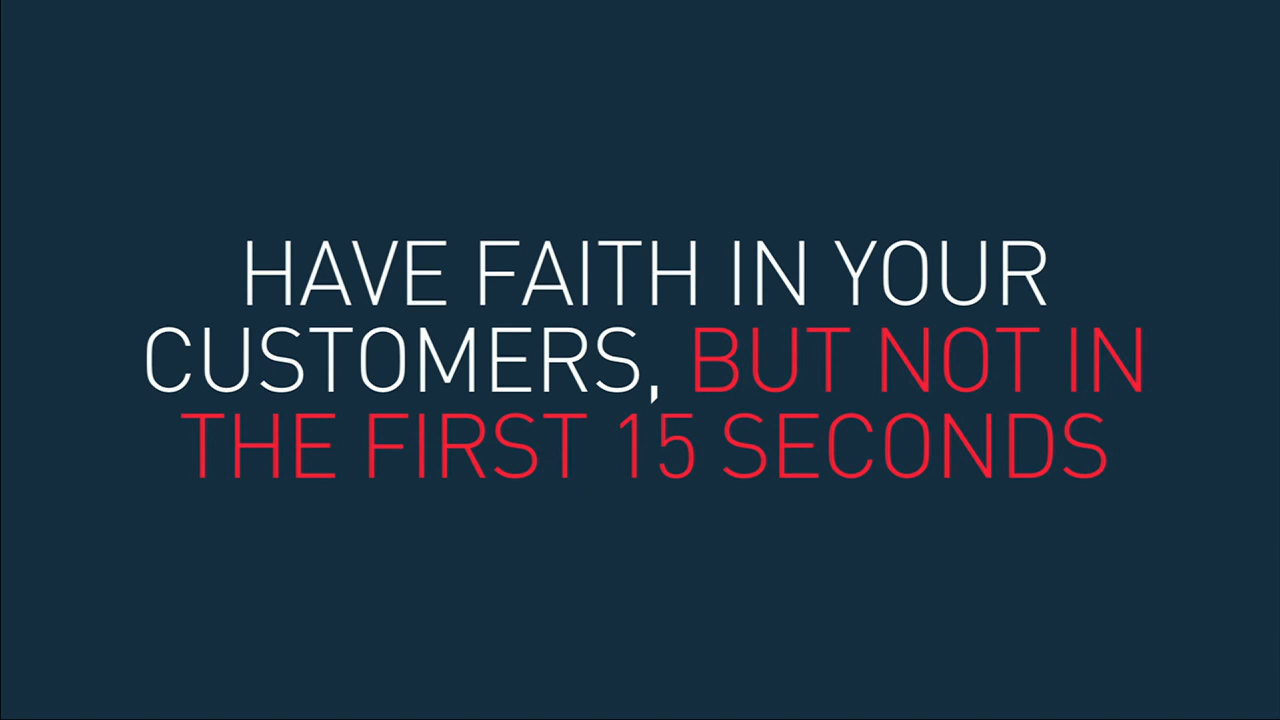 HAVE FAITH IN YOUR
CUSTOMERS, BUT NOT IN
THE FIRST 15 SECONDS